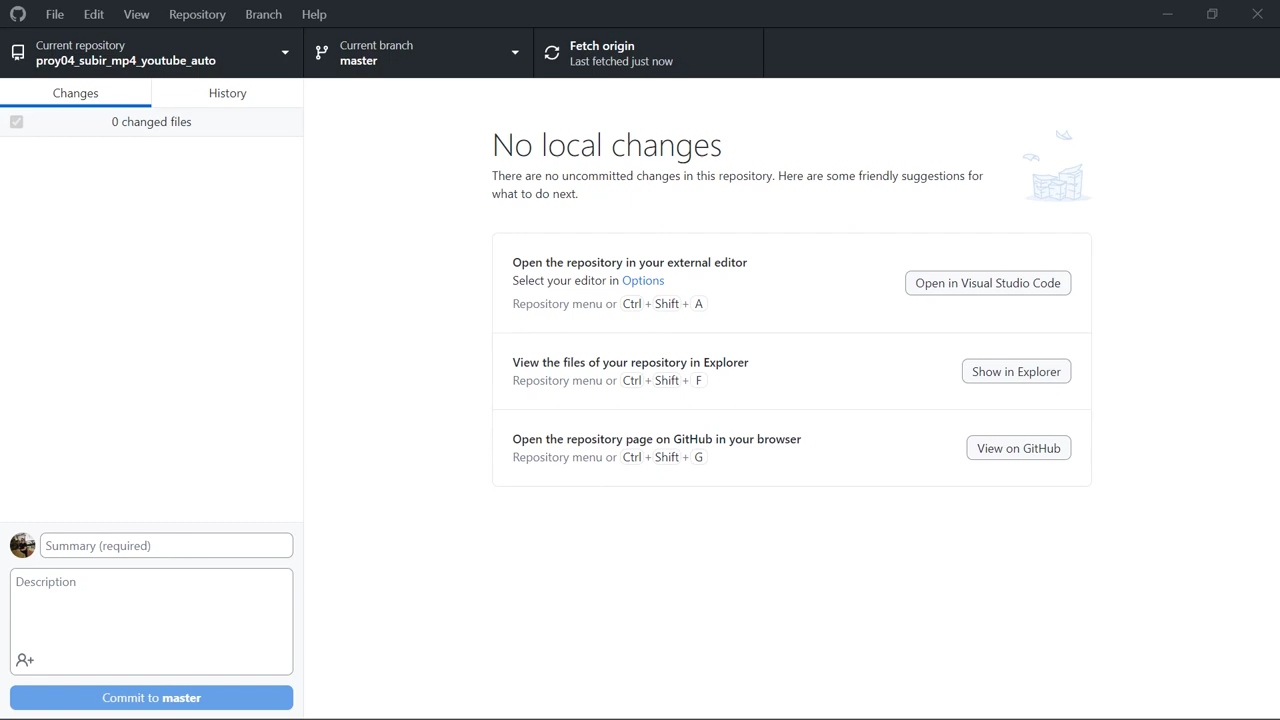 File Edit View Repository Branch Help
Current repository
proy04_subir_mp4_youtube_auto
Current branch
master
Fetch origin
Last fetched just now
Changes
History
0 changed files
No local changes
There are no uncommitted changes in this repository. Here are some friendly suggestions for
what to do next.
Open the repository in your external editor
Select your editor in Options
Repository menu or Ctrl + Shift + A
Open in Visual Studio Code
View the files of your repository in Explorer
Repository menu or Ctrl + Shift + F
Show in Explorer
Open the repository page on GitHub in your browser
Repository menu or Ctrl + Shift + G
View on GitHub
Summary (required)
Description
Commit to master